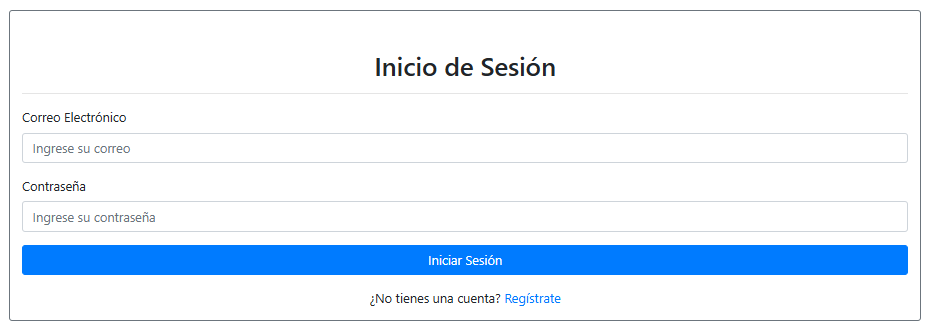 Inicio de Sesión
Correo Electrónico
Ingrese su correo
Contraseña
Ingrese su contraseña
Iniciar Sesión
¿No tienes una cuenta? Regístrate